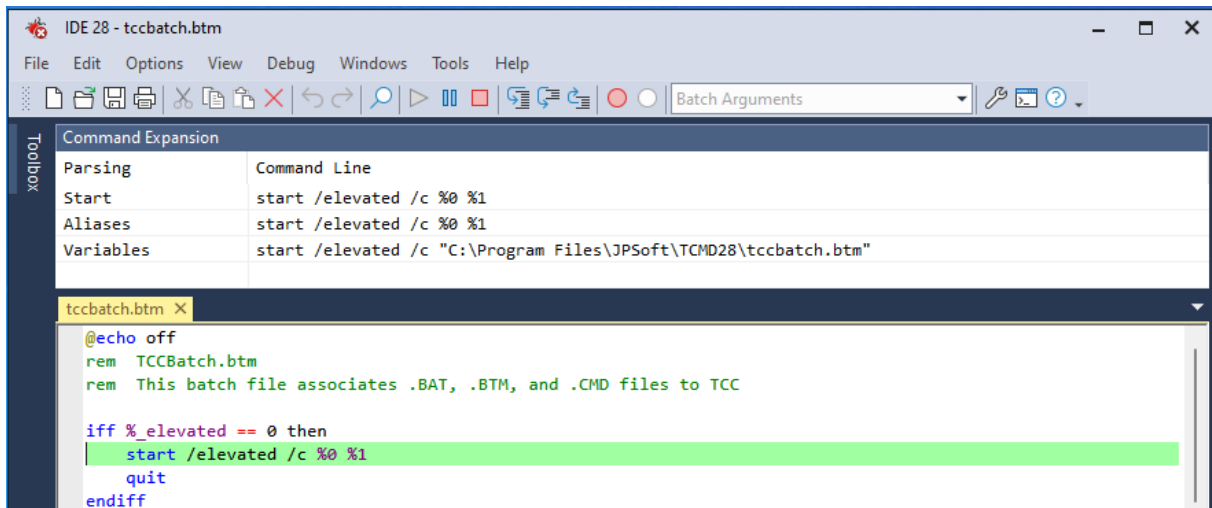 IDE 28 - tccbatch.btm
File Edit Options View Debug Windows Tools Help
Batch Arguments
Toolbox
Command Expansion
Parsing Command Line
Start start /elevated /c %0 %1
Aliases start /elevated /c %0 %1
Variables start /elevated /c "C:\Program Files\JPSoft\TCMD28\tccbatch.btm"
tccbatch.btm
@echo off
rem  TCCBatch.btm
rem  This batch file associates .BAT, .BTM, and .CMD files to TCC
iff %_elevated == 0 then
    start /elevated /c %0 %1
    quit
endiff